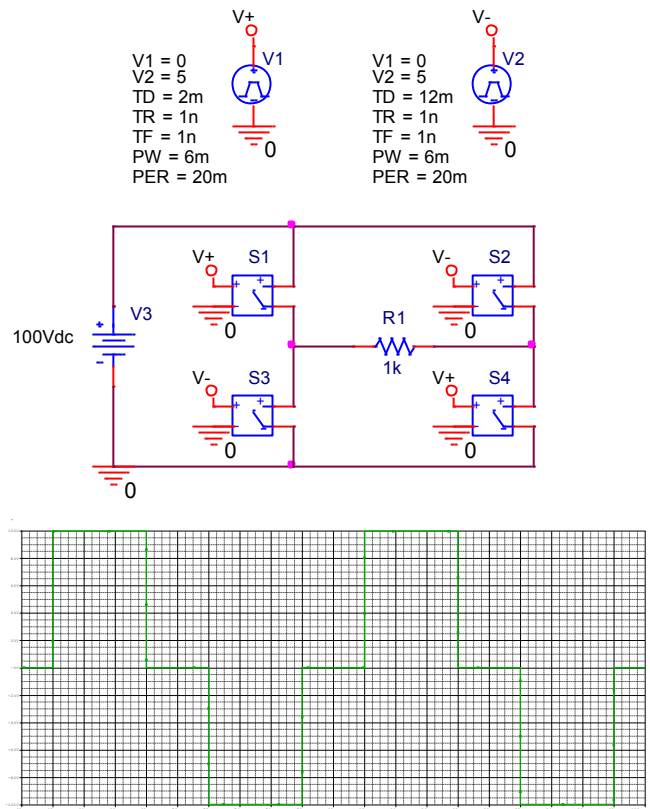 V+
V1
V1 = 0
V2 = 5
TD = 2m
TR = 1n
TF = 1n
PW = 6m
PER = 20m
0
V-
V2
V1 = 0
V2 = 5
TD = 12m
TR = 1n
TF = 1n
PW = 6m
PER = 20m
0
V+
S1
0
V-
S2
0
100Vdc
V3
R1
1k
V-
S3
0
V+
S4
0
0